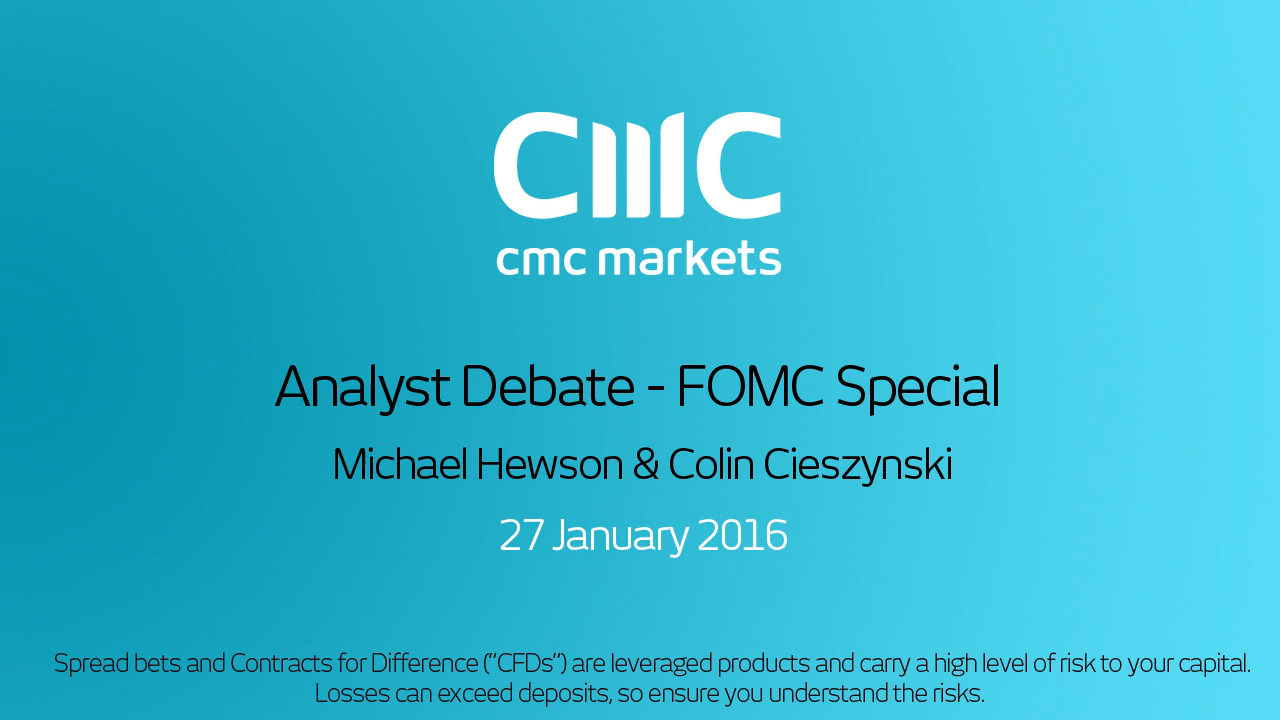 CMC
cmc markets
Analyst Debate - FOMC Special
Michael Hewson & Colin Cieszynski
27 January 2016
Spread bets and Contracts for Difference (”CFDs”) are leveraged products and carry a high level of risk to your capital.
Losses can exceed deposits, so ensure you understand the risks.